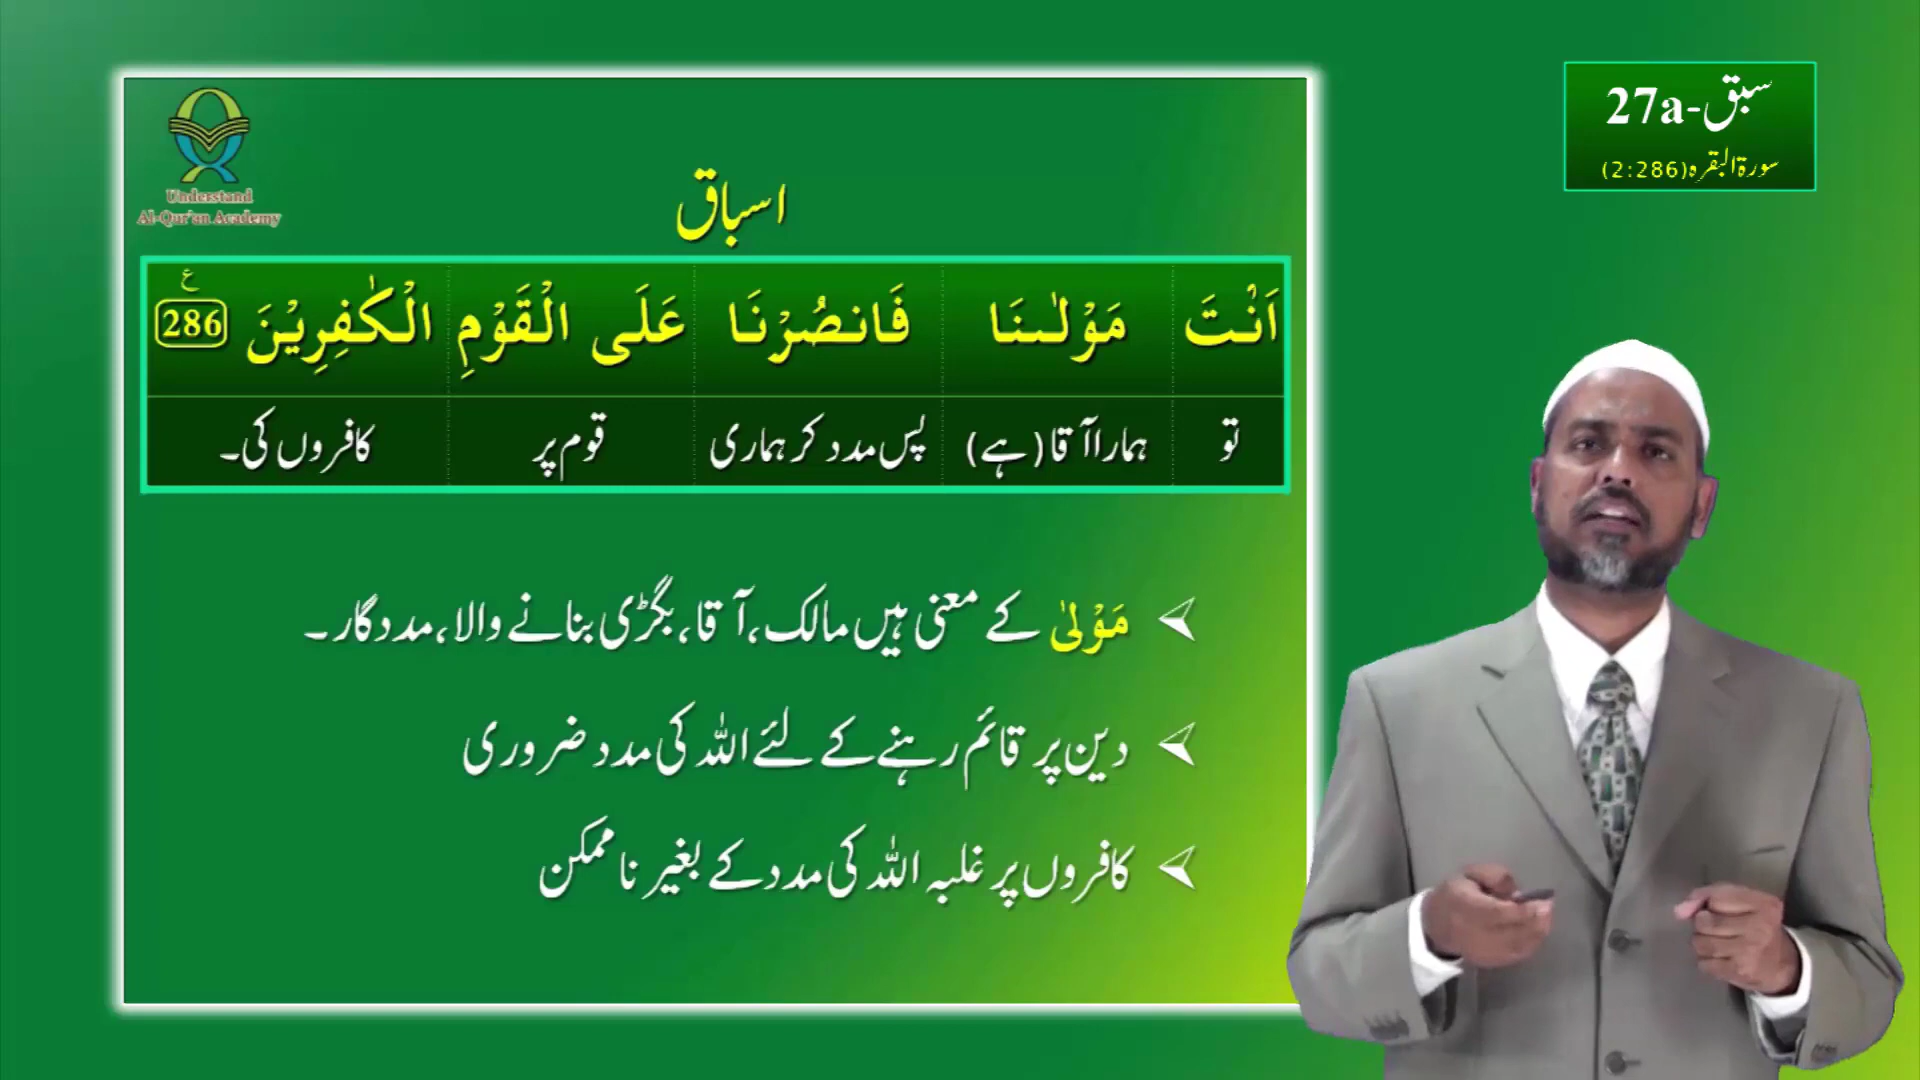 Understand
Al-Qur'an Academy
سبق-27a
سورۃ البقرہ(2:286)
اسباق
اَنْتَ مَوْلٰىنَا فَانصُرْنَا عَلَى الْقَوْمِ الْكٰفِرِيْنَ ع 286
تو ہمارا آقا (ہے) پس مدد کر ہماری قوم پر کافروں کی۔
مَوْلیٰ کے معنی ہیں مالک، آقا، بگڑی بنانے والا، مددگار۔
دین پر قائم رہنے کے لئے اللہ کی مدد ضروری
کافروں پر غلبہ اللہ کی مدد کے بغیر ناممکن